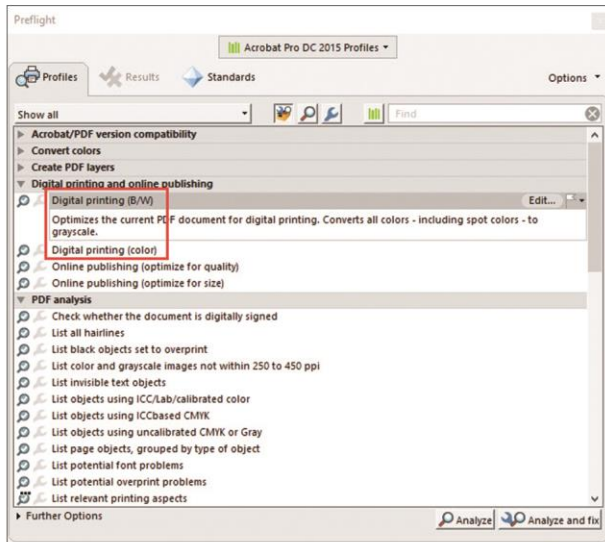 Preflight
Acrobat Pro DC 2015 Profiles
Profiles Results Standards Options
Show all Find
Acrobat/PDF version compatibility
Convert colors
Create PDF layers
Digital printing and online publishing
Digital printing (B/W) Edit...
Optimizes the current PDF document for digital printing. Converts all colors - including spot colors - to
grayscale.
Digital printing (color)
Online publishing (optimize for quality)
Online publishing (optimize for size)
PDF analysis
Check whether the document is digitally signed
List all hairlines
List black objects set to overprint
List color and grayscale images not within 250 to 450 ppi
List invisible text objects
List objects using ICC/Lab/calibrated color
List objects using ICCbased CMYK
List objects using uncalibrated CMYK or Gray
List page objects, grouped by type of object
List potential font problems
List potential overprint problems
List relevant printing aspects
Further Options Analyze Analyze and fix